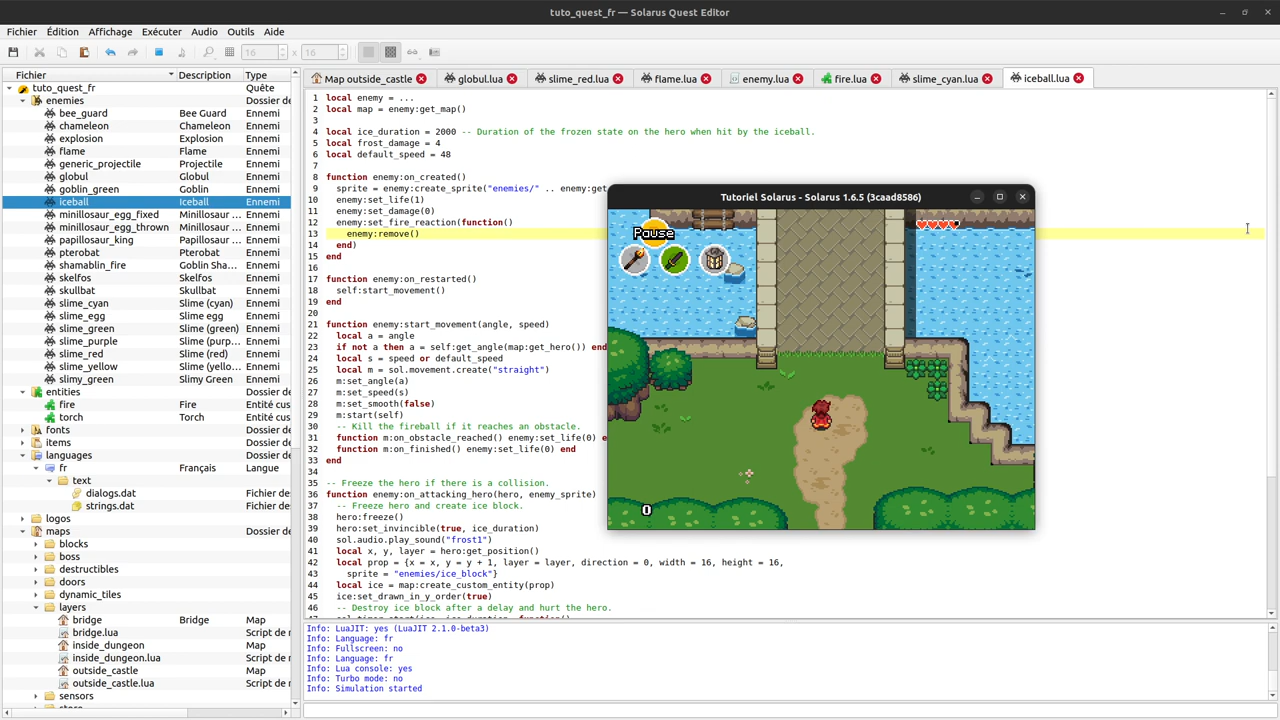 tuto_quest_fr — Solarus Quest Editor
Fichier Édition Affichage Exécuter Audio Outils Aide
16 x 16
Fichier Description Type
tuto_quest_fr Quête
enemies Dossier de
bee_guard Bee Guard Ennemi
chameleon Chameleon Ennemi
explosion Explosion Ennemi
flame Flame Ennemi
generic_projectile Projectile Ennemi
globul Globul Ennemi
goblin_green Goblin Ennemi
iceball Iceball Ennemi
minillosaur_egg_fixed Minillosaur ... Ennemi
minillosaur_egg_thrown Minillosaur ... Ennemi
papillosaur_king Papillosaur ... Ennemi
pterobat Pterobat Ennemi
shamablin_fire Goblin Sha... Ennemi
skelfos Skelfos Ennemi
skullbat Skullbat Ennemi
slime_cyan Slime (cyan) Ennemi
slime_egg Slime egg Ennemi
slime_green Slime (green) Ennemi
slime_purple Slime (purp... Ennemi
slime_red Slime (red) Ennemi
slime_yellow Slime (yello... Ennemi
slimy_green Slimy Green Ennemi
entities Dossier de
fire Fire Entité cus
torch Torch Entité cus
fonts Dossier de
items Dossier de
languages Dossier de
fr Français Langue
text
dialogs.dat Fichier de
strings.dat Fichier de
logos
maps Dossier de
blocks
boss
destructibles
doors
dynamic_tiles
layers
bridge Bridge Map
bridge.lua Script de r
inside_dungeon Map
inside_dungeon.lua Script de r
outside_castle Map
outside_castle.lua Script de r
sensors
Map outside_castle globul.lua slime_red.lua flame.lua enemy.lua fire.lua slime_cyan.lua iceball.lua
1 local enemy = ...
2 local map = enemy:get_map()
3
4 local ice_duration = 2000 -- Duration of the frozen state on the hero when hit by the iceball.
5 local frost_damage = 4
6 local default_speed = 48
7
8 function enemy:on_created()
9 sprite = enemy:create_sprite("enemies/" .. enemy:get
10 enemy:set_life(1)
11 enemy:set_damage(0)
12 enemy:set_fire_reaction(function()
13 enemy:remove()
14 end)
15 end
16
17 function enemy:on_restarted()
18 self:start_movement()
19 end
20
21 function enemy:start_movement(angle, speed)
22 local a = angle
23 if not a then a = self:get_angle(map:get_hero()) end
24 local s = speed or default_speed
25 local m = sol.movement.create("straight")
26 m:set_angle(a)
27 m:set_speed(s)
28 m:set_smooth(false)
29 m:start(self)
30 -- Kill the fireball if it reaches an obstacle.
31 function m:on_obstacle_reached() enemy:set_life(0) e
32 function m:on_finished() enemy:set_life(0) end
33 end
34
35 -- Freeze the hero if there is a collision.
36 function enemy:on_attacking_hero(hero, enemy_sprite)
37 -- Freeze hero and create ice block.
38 hero:freeze()
39 hero:set_invincible(true, ice_duration)
40 sol.audio.play_sound("frost1")
41 local x, y, layer = hero:get_position()
42 local prop = {x = x, y = y + 1, layer = layer, direction = 0, width = 16, height = 16,
43 sprite = "enemies/ice_block"}
44 local ice = map:create_custom_entity(prop)
45 ice:set_drawn_in_y_order(true)
46 -- Destroy ice block after a delay and hurt the hero.
Tutoriel Solarus - Solarus 1.6.5 (3caad8586)
Pause
0
Info: LuaJIT: yes (LuaJIT 2.1.0-beta3)
Info: Language: fr
Info: Fullscreen: no
Info: Language: fr
Info: Lua console: yes
Info: Turbo mode: no
Info: Simulation started